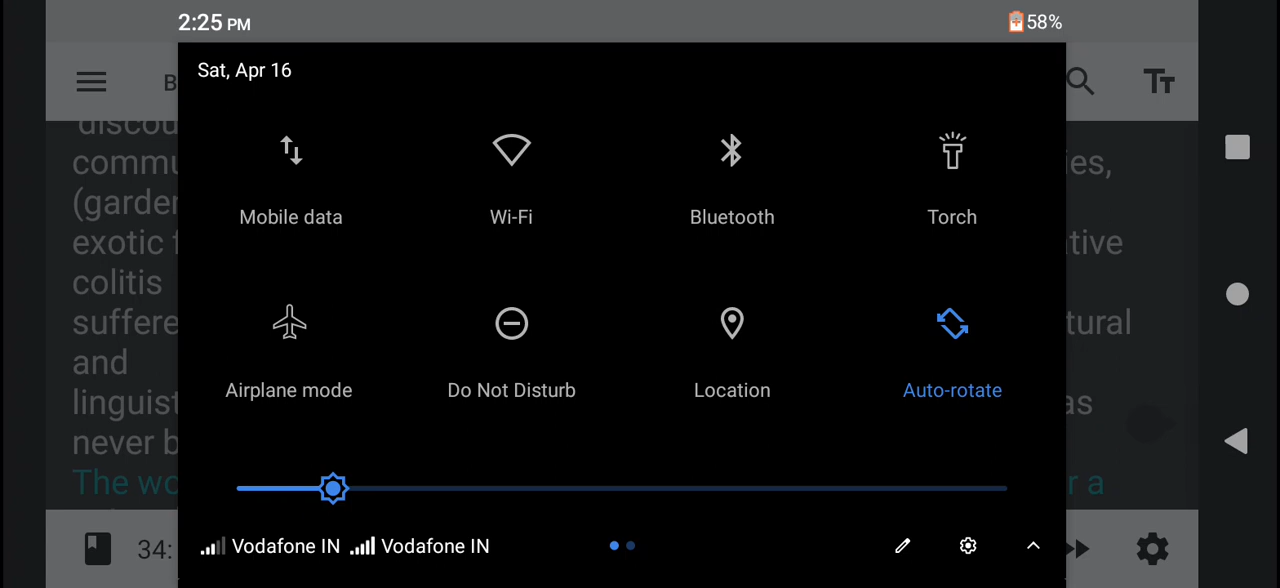 2:25 PM
58%
B
Sat, Apr 16
discou
commu ies,
(garden
Mobile data Wi-Fi Bluetooth Torch
exotic tive
colitis
suffere tural
and
Airplane mode Do Not Disturb Location Auto-rotate
linguist as
never b
The wo r a
34:
Vodafone IN Vodafone IN